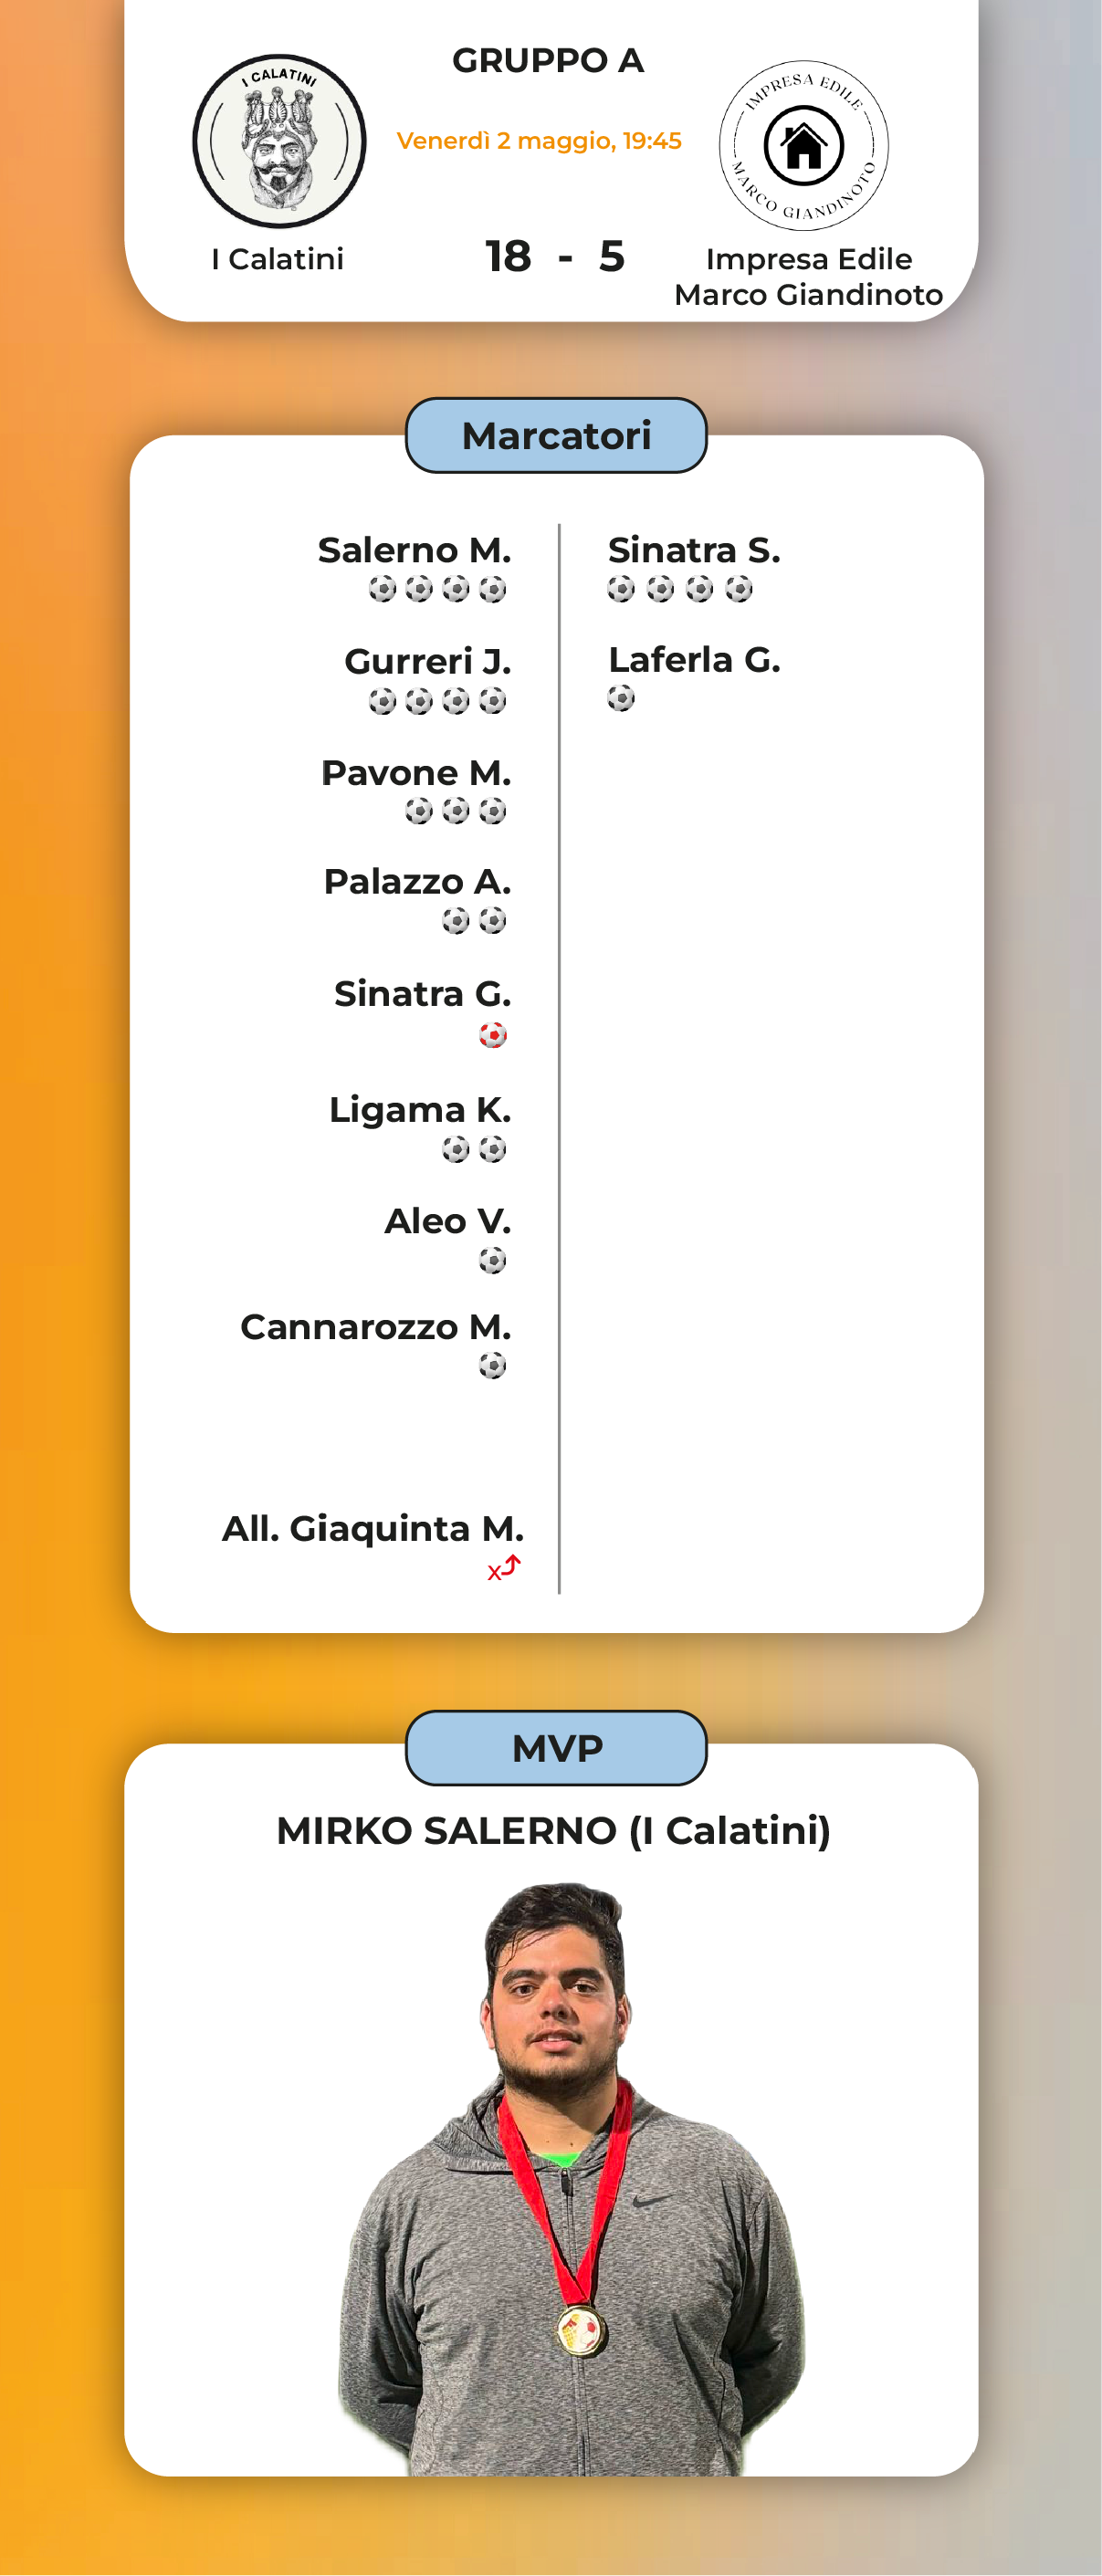 GRUPPO A
Venerdì 2 maggio, 19:45
I CALATINI
IMPRESA EDILE
MARCO GIANDINOTO
I Calatini
18 - 5
Impresa Edile
Marco Giandinoto
Marcatori
Salerno M.
Gurreri J.
Pavone M.
Palazzo A.
Sinatra G.
Ligama K.
Aleo V.
Cannarozzo M.
All. Giaquinta M.
x
Sinatra S.
Laferla G.
MVP
MIRKO SALERNO (I Calatini)